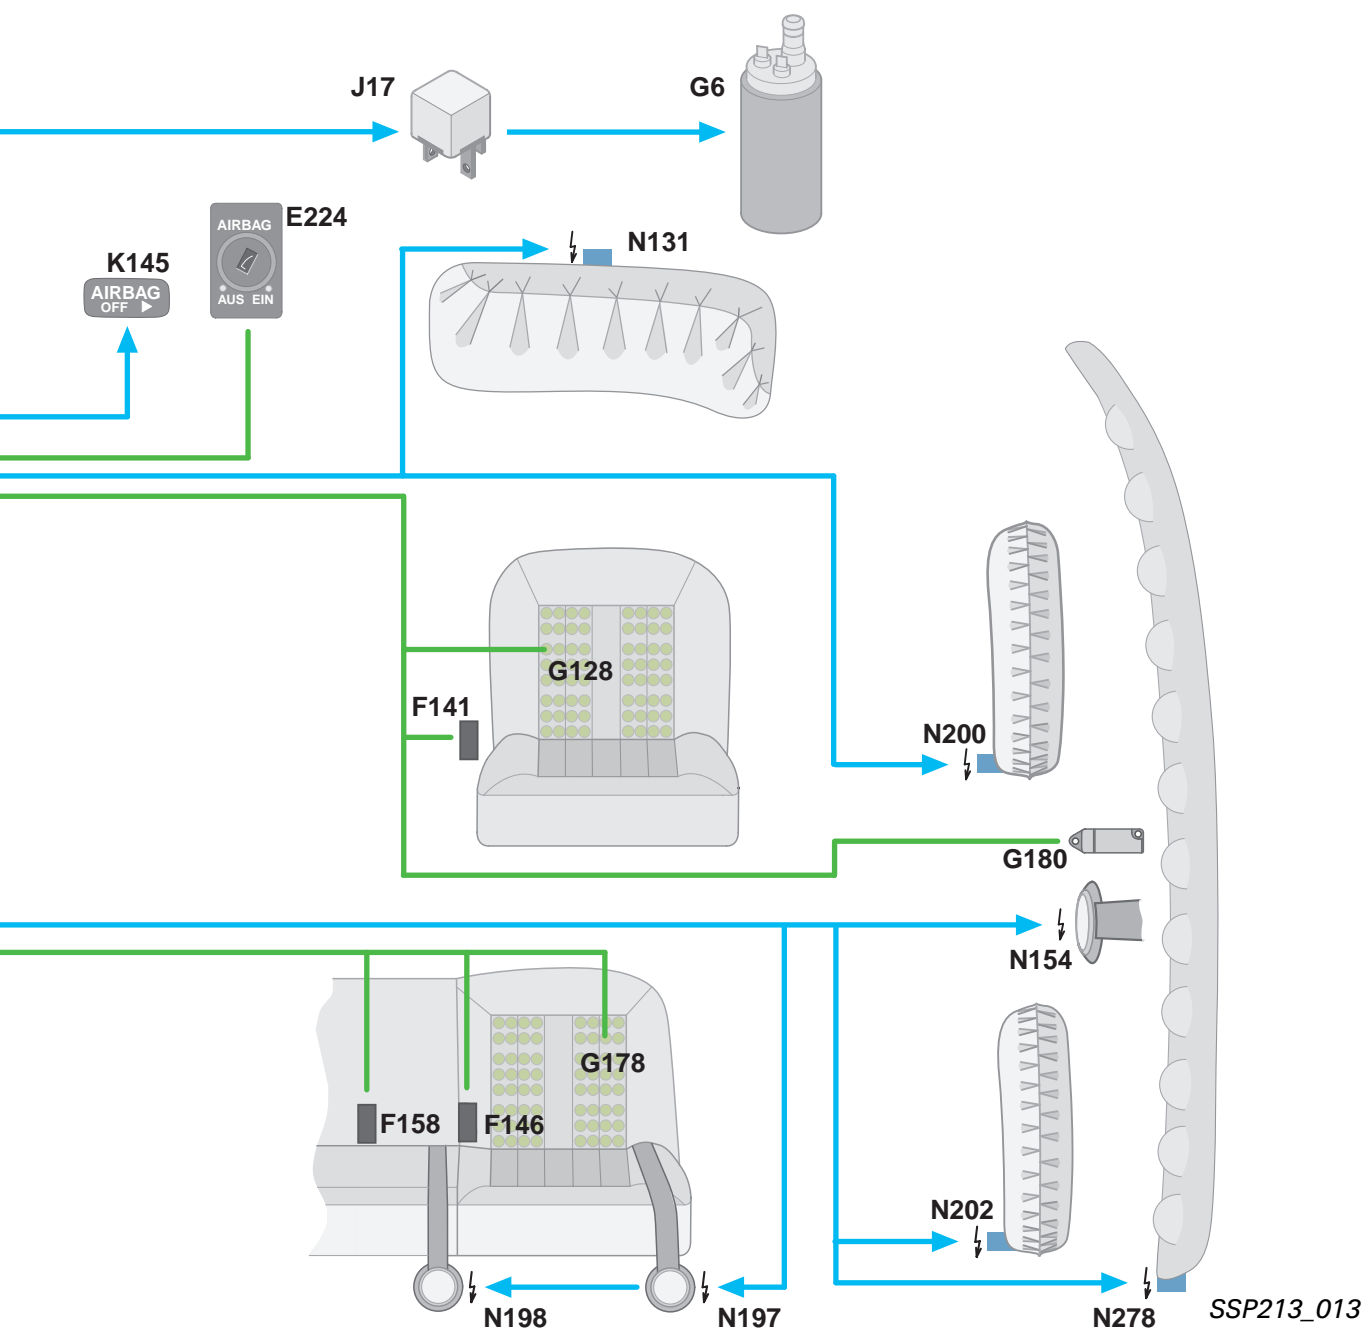 J17
G6
E224
AIRBAG
AUS EIN
N131
K145
AIRBAG
OFF
G128
F141
N200
G180
N154
G178
F158
F146
N202
N198
N197
N278
SSP213_013